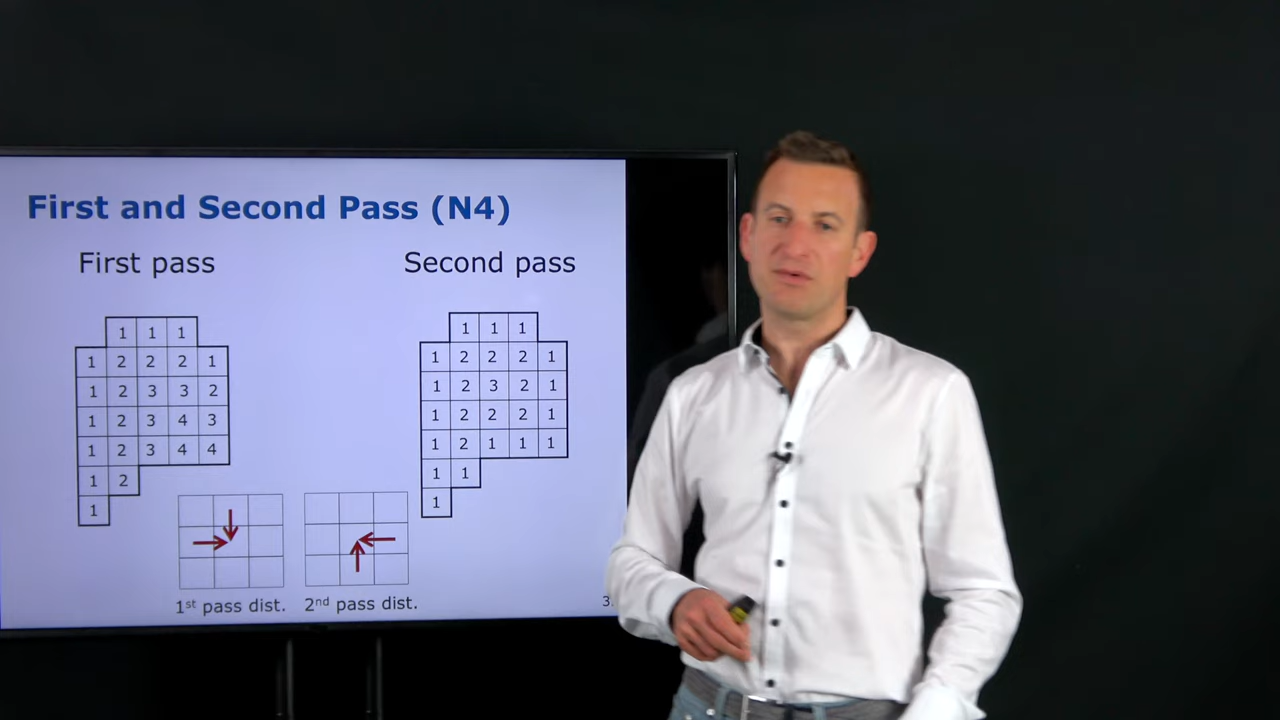 First and Second Pass (N4)
First pass
Second pass
1 1 1
1 2 2 2 1
1 2 3 3 2
1 2 3 4 3
1 2 3 4 4
1 2
1
1 1 1
1 2 2 2 1
1 2 3 2 1
1 2 2 2 1
1 2 1 1 1
1 1
1
1st pass dist.
2nd pass dist.
3.